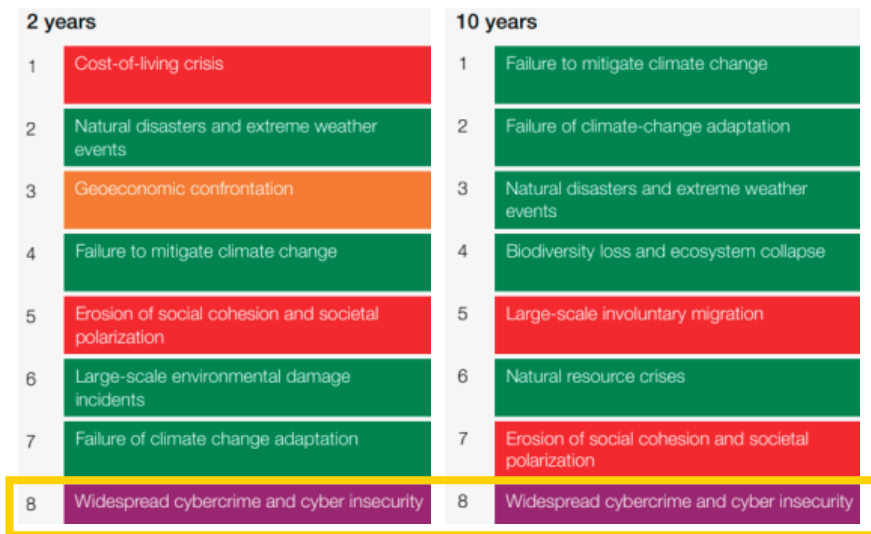 2 years
1 Cost-of-living crisis
2 Natural disasters and extreme weather
events
3 Geoeconomic confrontation
4 Failure to mitigate climate change
5 Erosion of social cohesion and societal
polarization
6 Large-scale environmental damage
incidents
7 Failure of climate change adaptation
8 Widespread cybercrime and cyber insecurity
10 years
1 Failure to mitigate climate change
2 Failure of climate-change adaptation
3 Natural disasters and extreme weather
events
4 Biodiversity loss and ecosystem collapse
5 Large-scale involuntary migration
6 Natural resource crises
7 Erosion of social cohesion and societal
polarization
8 Widespread cybercrime and cyber insecurity